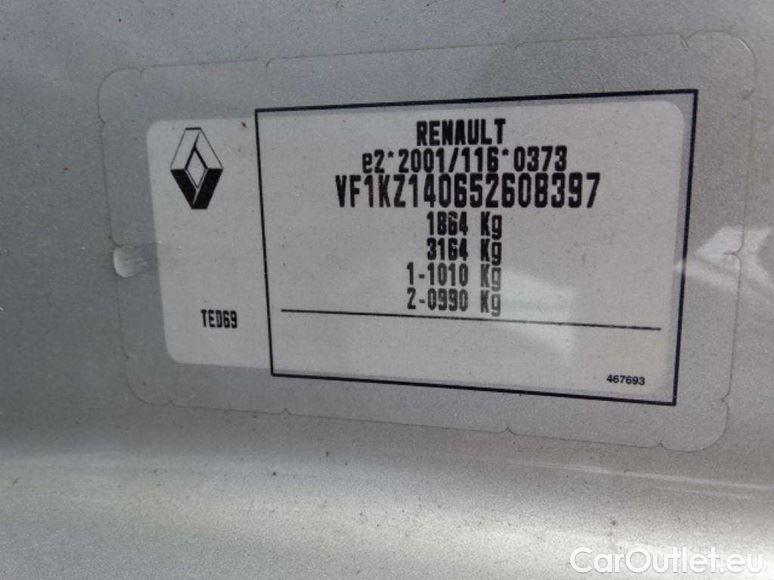 RENAULT
e2*2001/116*0373
VF1KZ140652608397
1864 Kg
3164 Kg
1-1010 Kg
2-0990 Kg
TED69
467693
CarOutlet.eu